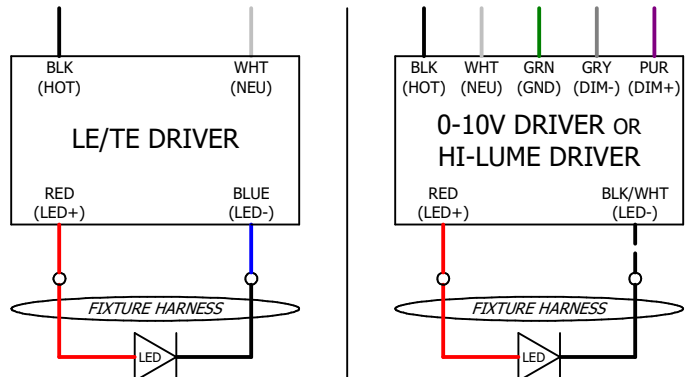 BLK
(HOT)
WHT
(NEU)
LE/TE DRIVER
RED
(LED+)
BLUE
(LED-)
FIXTURE HARNESS
LED
BLK
(HOT)
WHT
(NEU)
GRN
(GND)
GRY
(DIM-)
PUR
(DIM+)
0-10V DRIVER OR
HI-LUME DRIVER
RED
(LED+)
BLK/WHT
(LED-)
FIXTURE HARNESS
LED